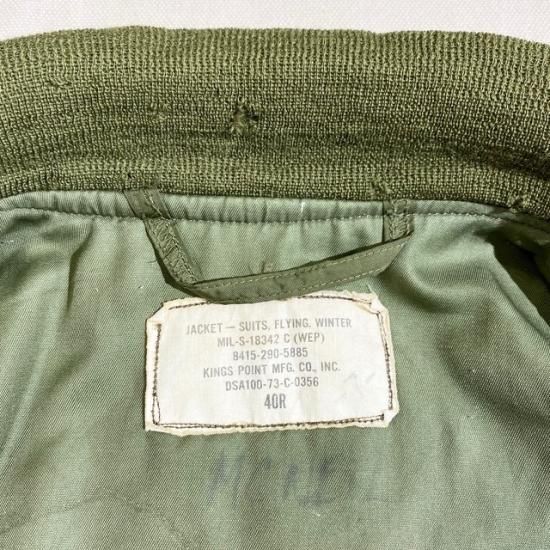 JACKET — SUITS, FLYING, WINTER
MIL-S-18342 C (WEP)
8415-290-5885
KINGS POINT MFG. CO., INC.
DSA100-73-C-0356
40R